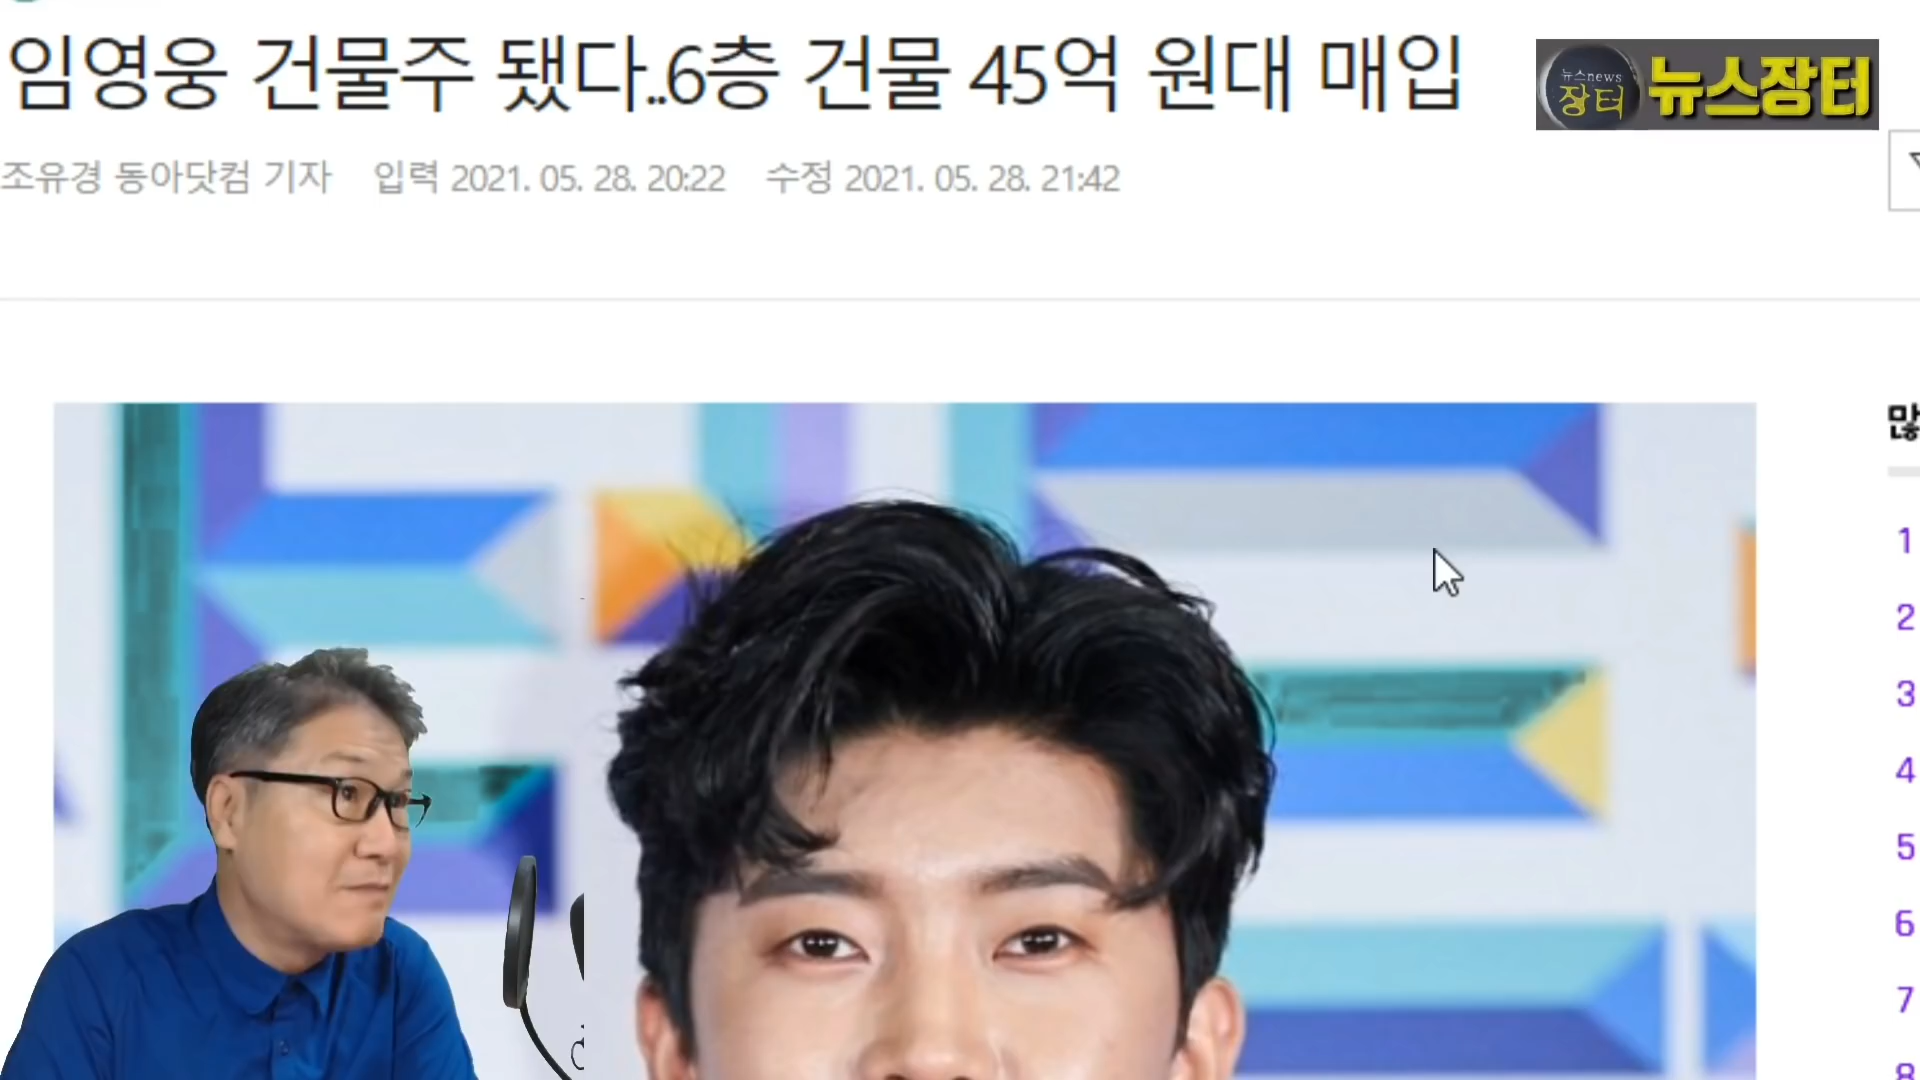 임영웅 건물주 됐다..6층 건물 45억 원대 매입
뉴스news
장터
뉴스장터
조유경 동아닷컴 기자 입력 2021. 05. 28. 20:22 수정 2021. 05. 28. 21:42
많
1
2
3
4
5
6
7
8